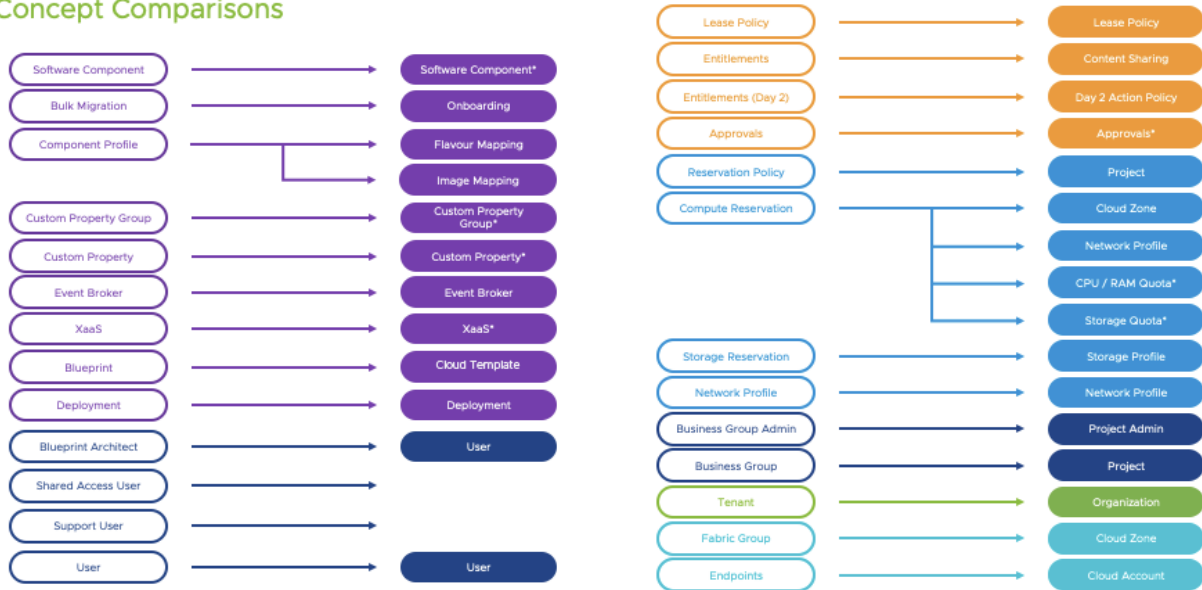 Concept Comparisons
Software Component
Software Component*
Bulk Migration
Onboarding
Component Profile
Flavour Mapping
Image Mapping
Custom Property Group
Custom Property
Group*
Custom Property
Custom Property*
Event Broker
Event Broker
XaaS
XaaS*
Blueprint
Cloud Template
Deployment
Deployment
Blueprint Architect
User
Shared Access User
Support User
User
User
Lease Policy
Lease Policy
Entitlements
Content Sharing
Entitlements (Day 2)
Day 2 Action Policy
Approvals
Approvals*
Reservation Policy
Project
Compute Reservation
Cloud Zone
Network Profile
CPU / RAM Quota*
Storage Quota*
Storage Reservation
Storage Profile
Network Profile
Network Profile
Business Group Admin
Project Admin
Business Group
Project
Tenant
Organization
Fabric Group
Cloud Zone
Endpoints
Cloud Account